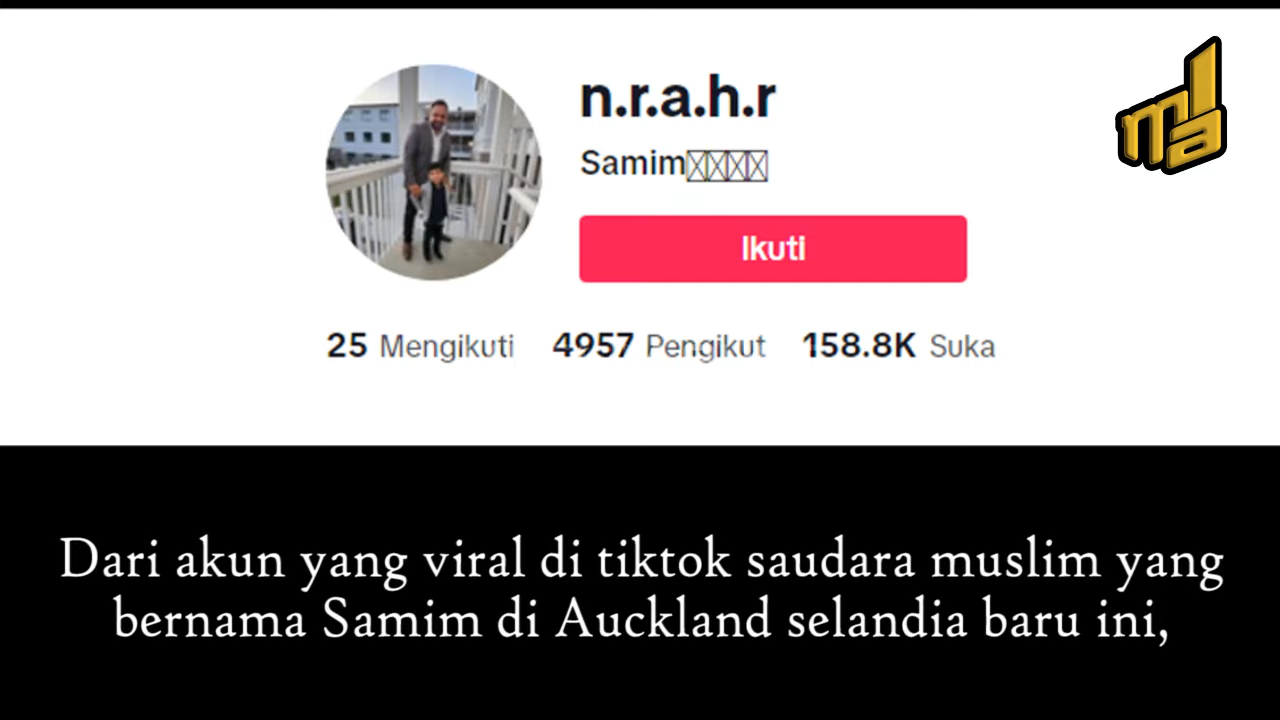 n.r.a.h.r
Samim
Ikuti
25 Mengikuti 4957 Pengikut 158.8K Suka
mla
Dari akun yang viral di tiktok saudara muslim yang
bernama Samim di Auckland selandia baru ini,